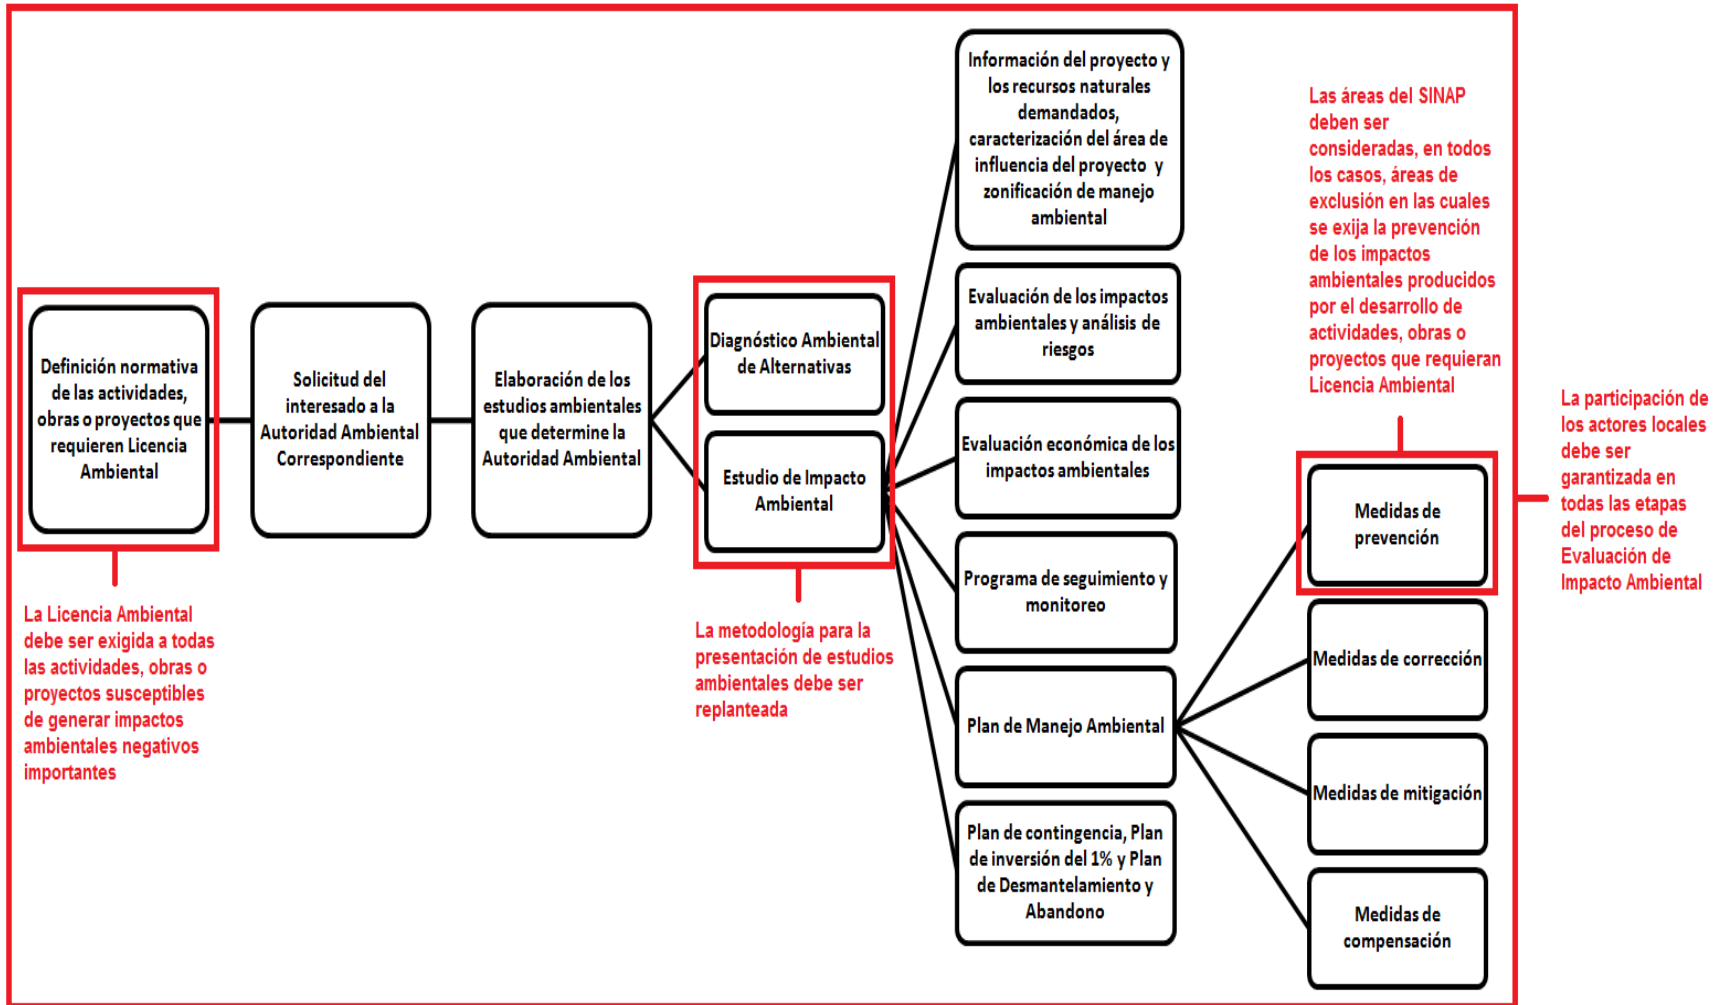 Definición normativa
de las actividades,
obras o proyectos que
requieren Licencia
Ambiental
La Licencia Ambiental
debe ser exigida a todas
las actividades, obras o
proyectos susceptibles
de generar impactos
ambientales negativos
importantes
Solicitud del
interesado a la
Autoridad Ambiental
Correspondiente
Elaboración de los
estudios ambientales
que determine la
Autoridad Ambiental
Diagnóstico Ambiental
de Alternativas
Estudio de Impacto
Ambiental
La metodología para la
presentación de estudios
ambientales debe ser
replanteada
Información del proyecto y
los recursos naturales
demandados,
caracterización del área de
influencia del proyecto y
zonificación de manejo
ambiental
Evaluación de los impactos
ambientales y análisis de
riesgos
Evaluación económica de los
impactos ambientales
Programa de seguimiento y
monitoreo
Plan de Manejo Ambiental
Plan de contingencia, Plan
de inversión del 1% y Plan
de Desmantelamiento y
Abandono
Las áreas del SINAP
deben ser
consideradas, en todos
los casos, áreas de
exclusión en las cuales
se exija la prevención
de los impactos
ambientales producidos
por el desarrollo de
actividades, obras o
proyectos que requieran
Licencia Ambiental
Medidas de
prevención
Medidas de corrección
Medidas de mitigación
Medidas de
compensación
La participación de
los actores locales
debe ser
garantizada en
todas las etapas
del proceso de
Evaluación de
Impacto Ambiental